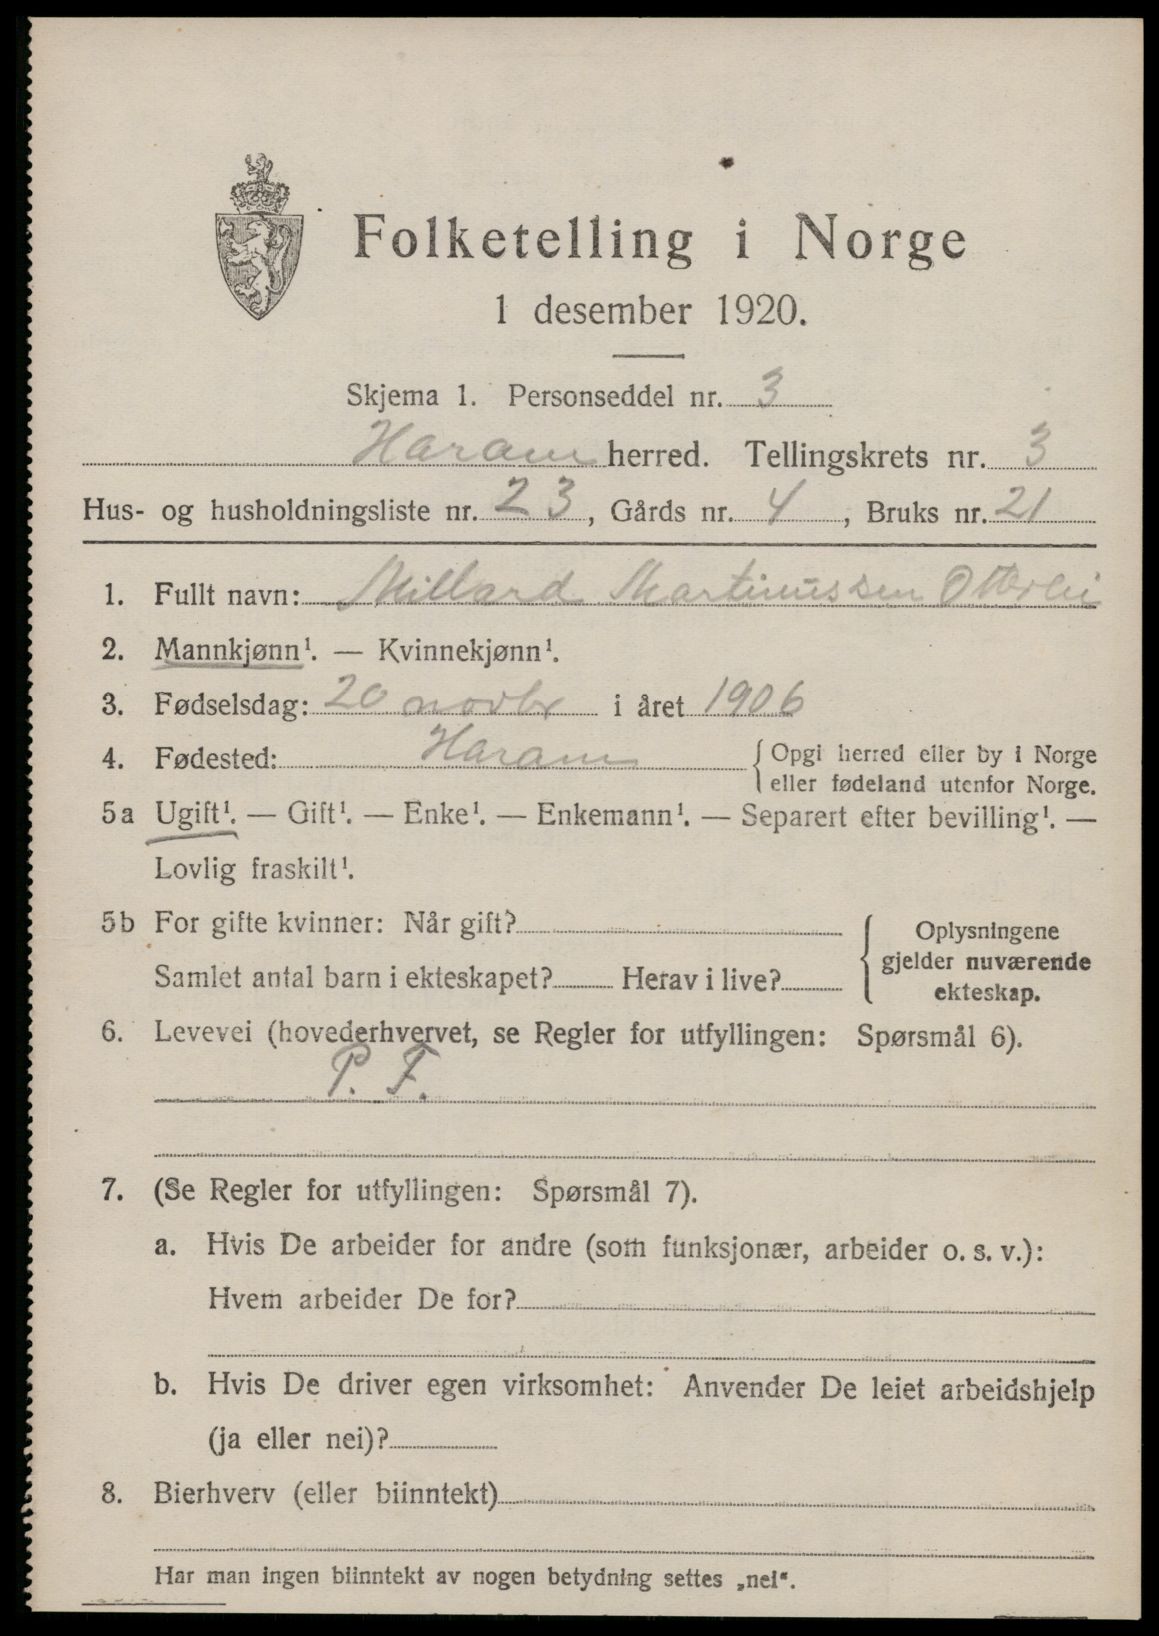 Folketelling i Norge
1 desember 1920.
Skjema 1. Personseddel nr. 3
Haram herred. Tellingskrets nr. 3
Hus- og husholdningsliste nr. 23, Gårds nr. 4, Bruks nr. 21
1. Fullt navn: Millard Martinussen Otterlei
2. Mannkjønn¹. — Kvinnekjønn¹.
3. Fødselsdag: 20 novbr i året 1906
4. Fødested: Haram { Opgi herred eller by i Norge
eller fødeland utenfor Norge.
5a Ugift¹. — Gift¹. — Enke¹. — Enkemann¹. — Separert efter bevilling¹. —
Lovlig fraskilt¹.
5b For gifte kvinner: Når gift? { Oplysningene
gjelder nuværende
ekteskap.
Samlet antal barn i ekteskapet? Herav i live?
6. Levevei (hovederhvervet, se Regler for utfyllingen: Spørsmål 6).
P. F.
7. (Se Regler for utfyllingen: Spørsmål 7).
a. Hvis De arbeider for andre (som funksjonær, arbeider o. s. v.):
Hvem arbeider De for?
b. Hvis De driver egen virksomhet: Anvender De leiet arbeidshjelp
(ja eller nei)?
8. Bierhverv (eller biinntekt)
Har man ingen biinntekt av nogen betydning settes „nei“.